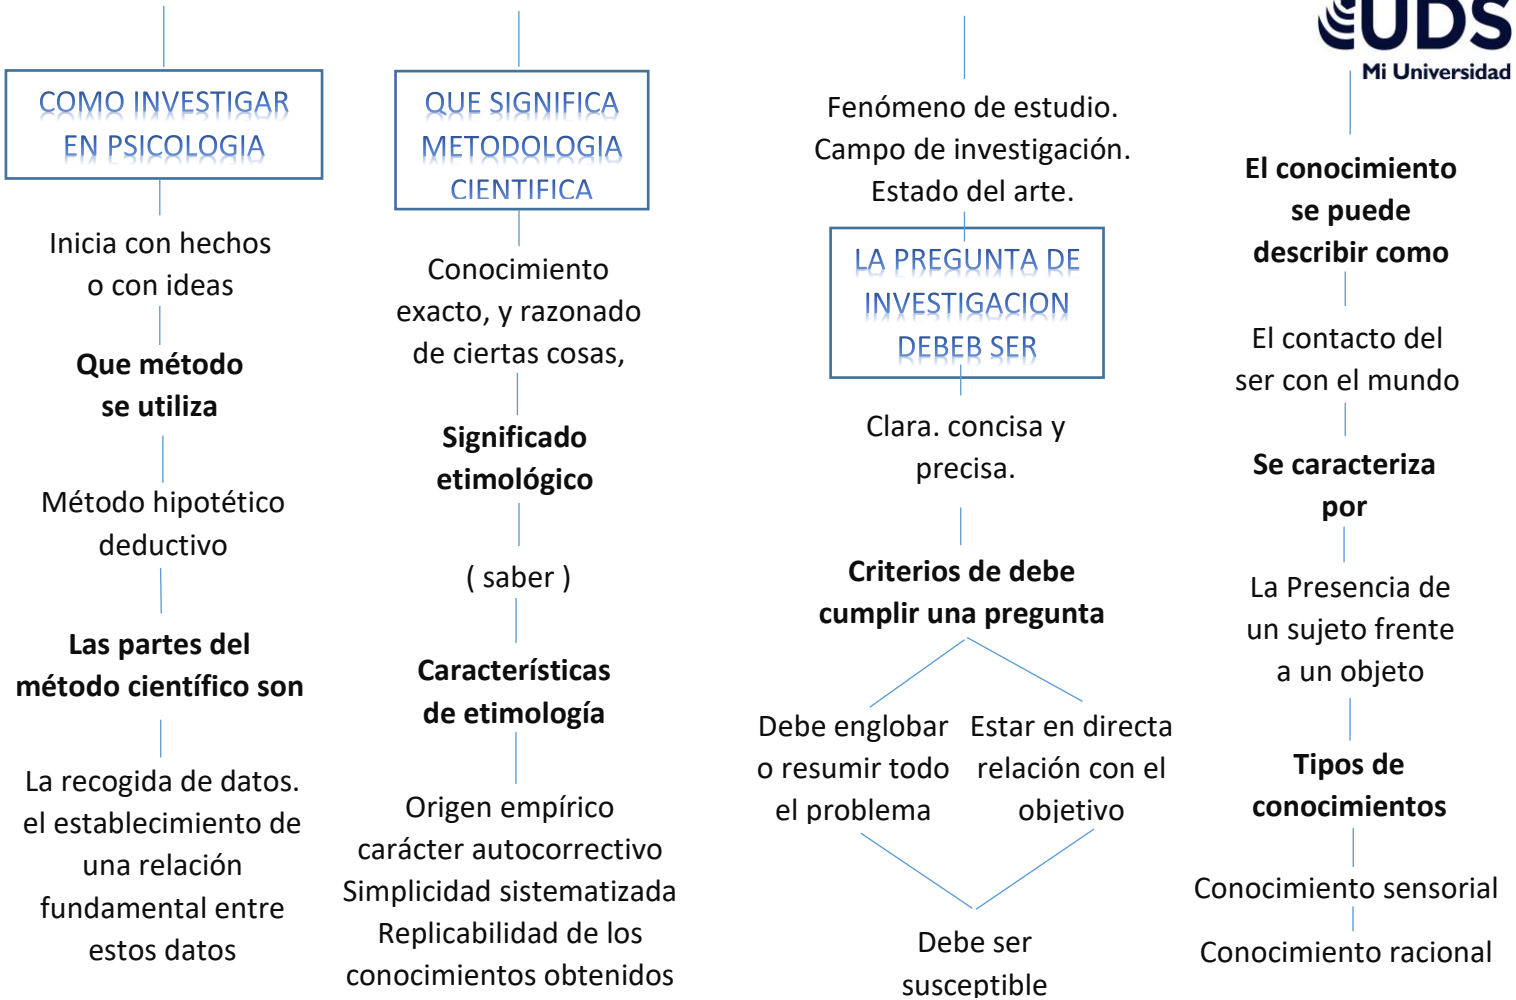 UDS
Mi Universidad
COMO INVESTIGAR
EN PSICOLOGIA
Inicia con hechos
o con ideas
Que método
se utiliza
Método hipotético
deductivo
Las partes del
método científico son
La recogida de datos.
el establecimiento de
una relación
fundamental entre
estos datos
QUE SIGNIFICA
METODOLOGIA
CIENTIFICA
Conocimiento
exacto, y razonado
de ciertas cosas,
Significado
etimológico
( saber )
Características
de etimología
Origen empírico
carácter autocorrectivo
Simplicidad sistematizada
Replicabilidad de los
conocimientos obtenidos
Fenómeno de estudio.
Campo de investigación.
Estado del arte.
LA PREGUNTA DE
INVESTIGACION
DEBEB SER
Clara. concisa y
precisa.
Criterios de debe
cumplir una pregunta
Debe englobar
o resumir todo
el problema
Estar en directa
relación con el
objetivo
Debe ser
susceptible
El conocimiento
se puede
describir como
El contacto del
ser con el mundo
Se caracteriza
por
La Presencia de
un sujeto frente
a un objeto
Tipos de
conocimientos
Conocimiento sensorial
Conocimiento racional